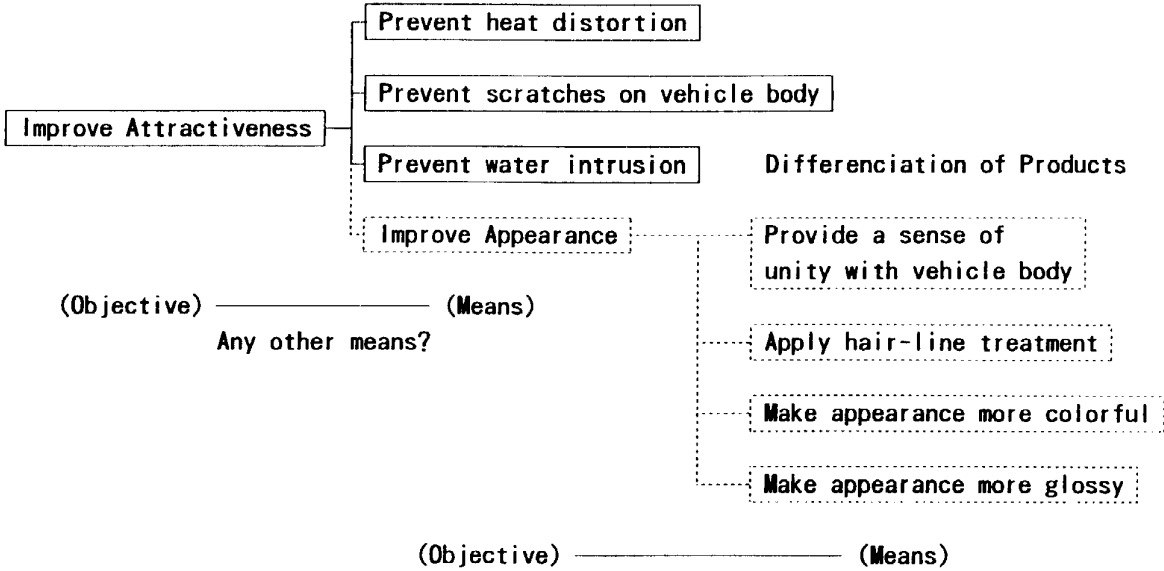 Prevent heat distortion
Prevent scratches on vehicle body
Improve Attractiveness
Prevent water intrusion
Differenciation of Products
Improve Appearance
Provide a sense of
unity with vehicle body
(Objective) (Means)
Any other means?
Apply hair-line treatment
Make appearance more colorful
Make appearance more glossy
(Objective) (Means)